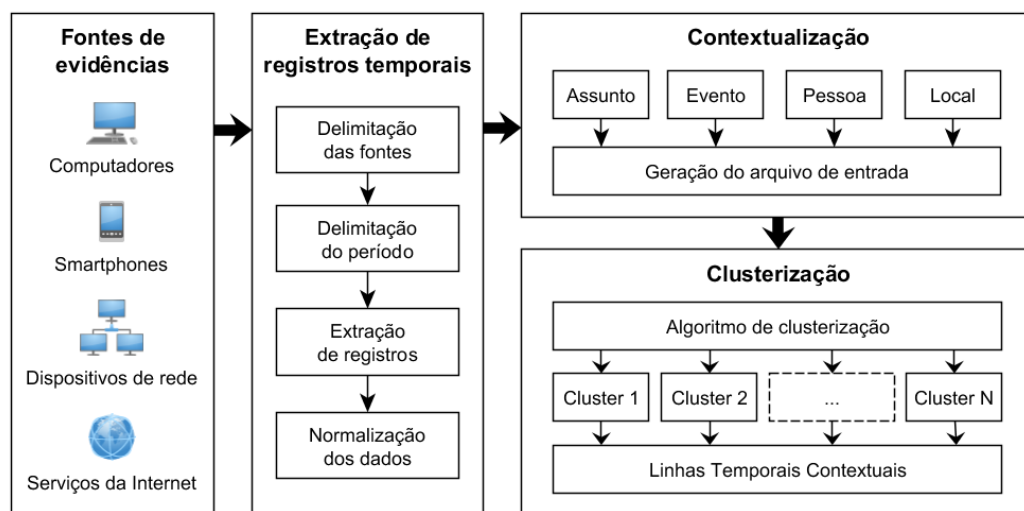 Fontes de
evidências
Computadores
Smartphones
Dispositivos de rede
Serviços da Internet
Extração de
registros temporais
Delimitação
das fontes
Delimitação
do período
Extração
de registros
Normalização
dos dados
Contextualização
Assunto
Evento
Pessoa
Local
Geração do arquivo de entrada
Clusterização
Algoritmo de clusterização
Cluster 1
Cluster 2
...
Cluster N
Linhas Temporais Contextuais